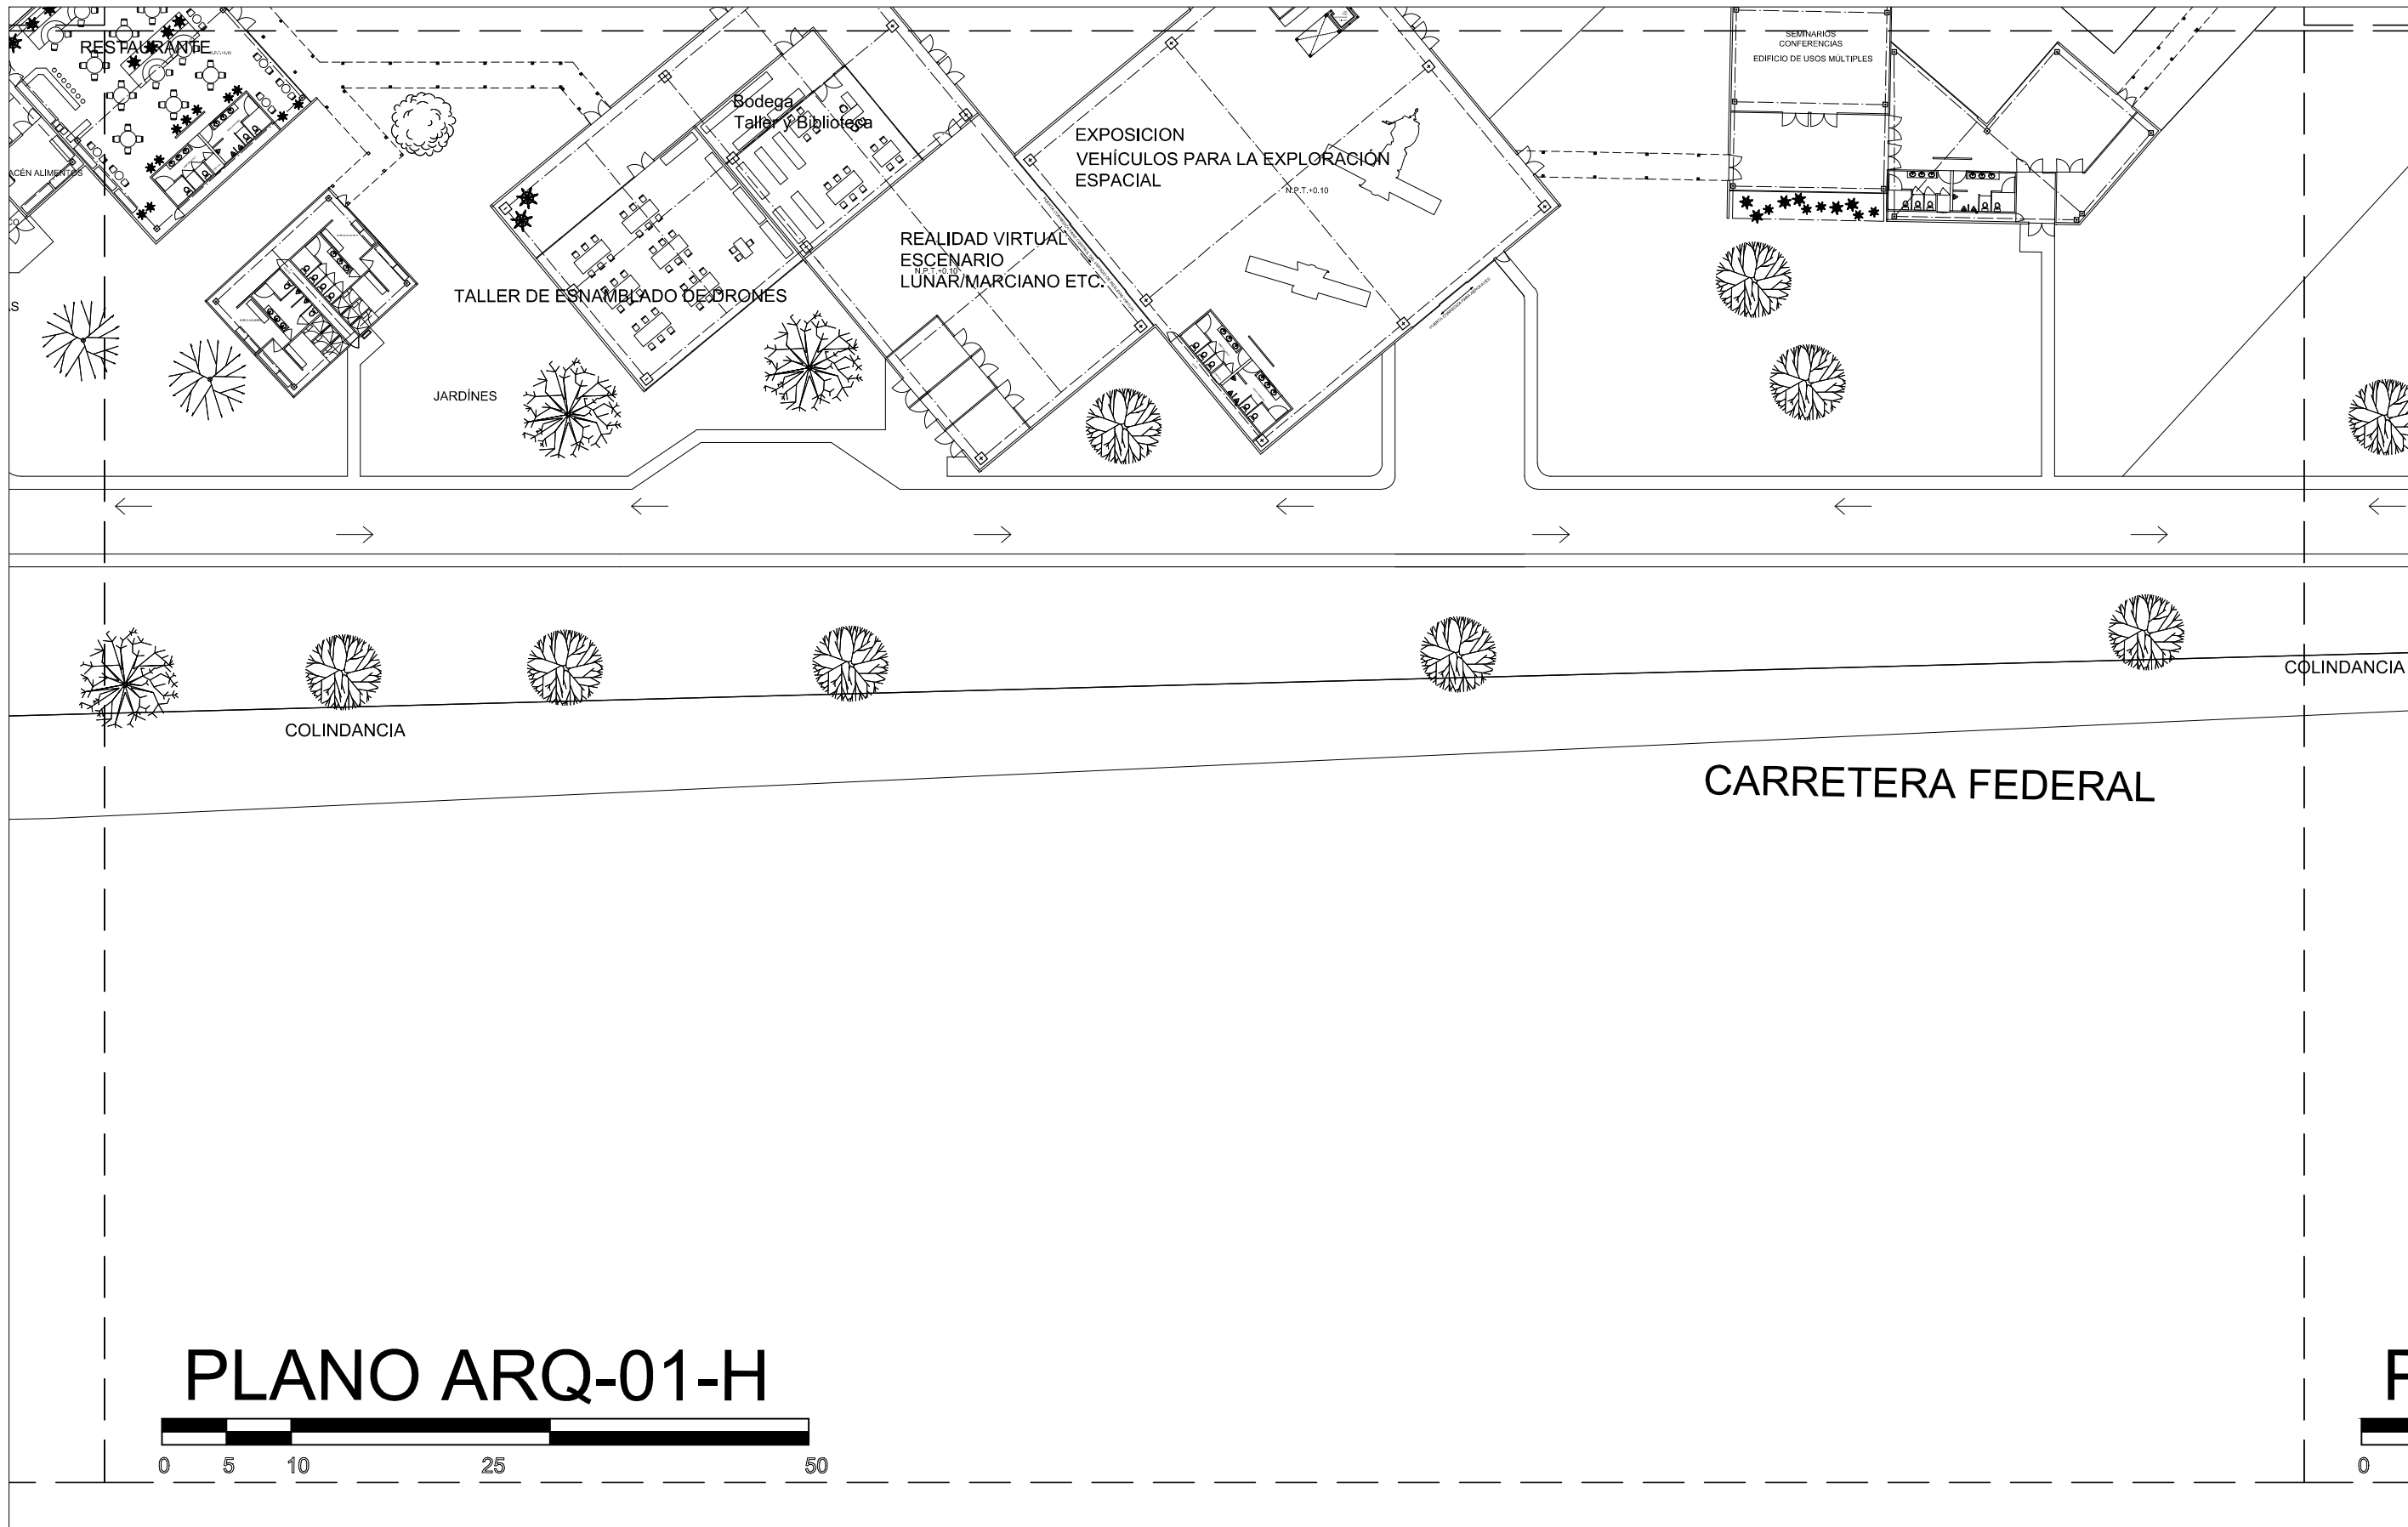 RESTAURANTE
SEMINARIOS
CONFERENCIAS
EDIFICIO DE USOS MÚLTIPLES
Bodega
Taller y Biblioteca
EXPOSICION
VEHÍCULOS PARA LA EXPLORACIÓN
ESPACIAL
N.P.T.+0.10
ACÉN ALIMENTOS
REALIDAD VIRTUAL
ESCENARIO
LUNAR/MARCIANO ETC.
N.P.T.+0.10
TALLER DE ESNAMBLADO DE DRONES
AS
JARDÍNES
COLINDANCIA
COLINDANCIA
CARRETERA FEDERAL
PLANO ARQ-01-H
P
0 5 10 25 50
0